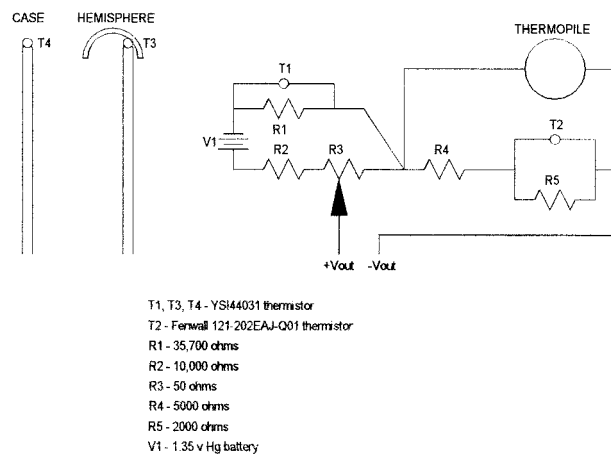 CASE HEMISPHERE
THERMOPILE
T4
T3
T1
R1
V1
R2
R3
R4
T2
R5
+Vout -Vout
T1, T3, T4 - YSI44031 thermistor
T2 - Fenwall 121-202EAJ-Q01 thermistor
R1 - 35,700 ohms
R2 - 10,000 ohms
R3 - 50 ohms
R4 - 5000 ohms
R5 - 2000 ohms
V1 - 1.35 v Hg battery